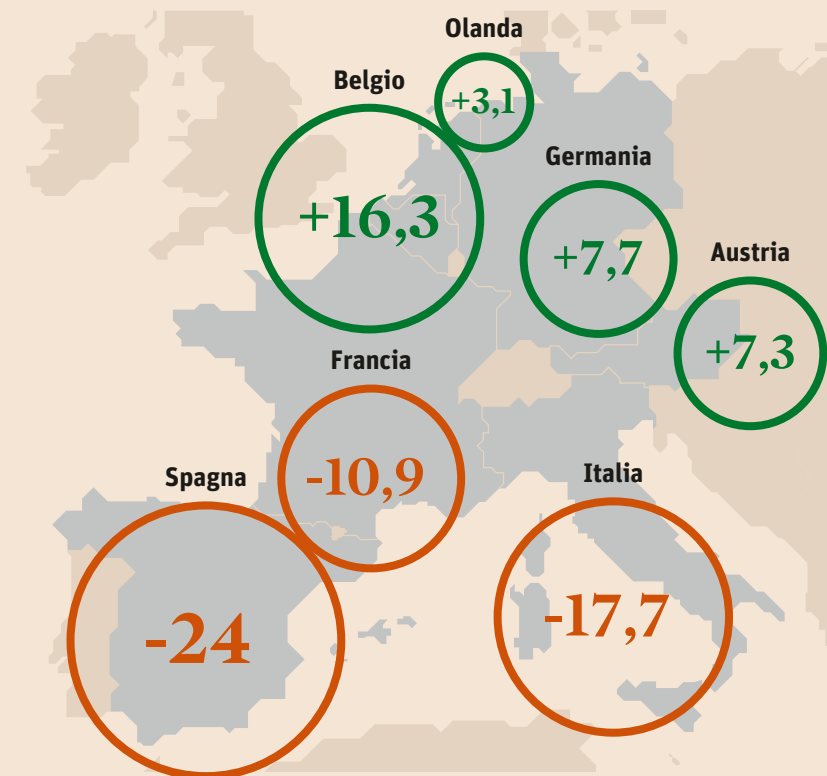 Olanda
+3,1
Belgio
+16,3
Germania
+7,7
Austria
+7,3
Francia
-10,9
Spagna
-24
Italia
-17,7